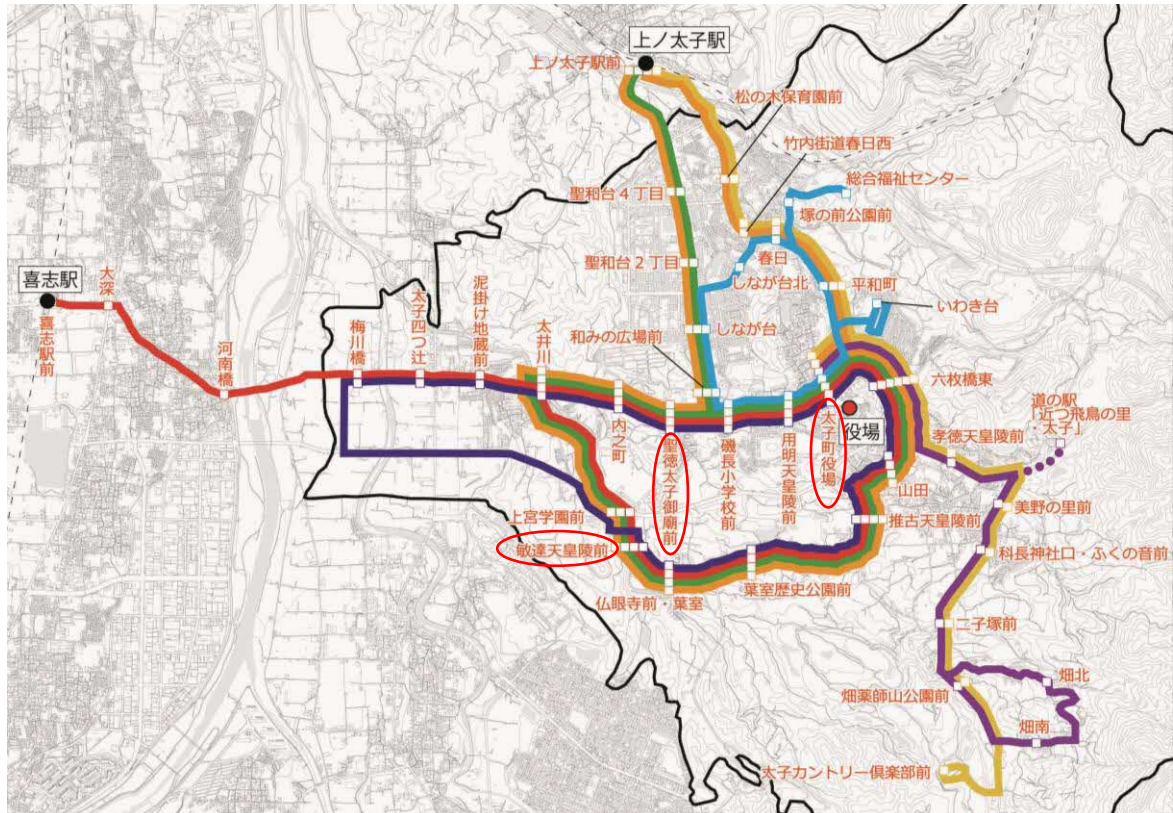 上ノ太子駅
上ノ太子駅前
松の木保育園前
竹内街道春日西
総合福祉センター
聖和台4丁目
塚の前公園前
春日
聖和台2丁目
しなが台北
平和町
いわき台
喜志駅
大深
喜志駅前
河南橋
梅川橋
太子四つ辻
泥掛け地蔵前
太井川
和みの広場前
しなが台
六枚橋東
道の駅
「近つ飛鳥の里
太子」
役場
孝徳天皇陵前
内之町
聖徳太子御廟前
磯長小学校前
用明天皇陵前
太子町役場
山田
美野の里前
上宮学園前
推古天皇陵前
敏達天皇陵前
科長神社口・ふくの音前
仏眼寺前・葉室
葉室歴史公園前
二子塚前
畑薬師山公園前
畑北
畑南
太子カントリー倶楽部前